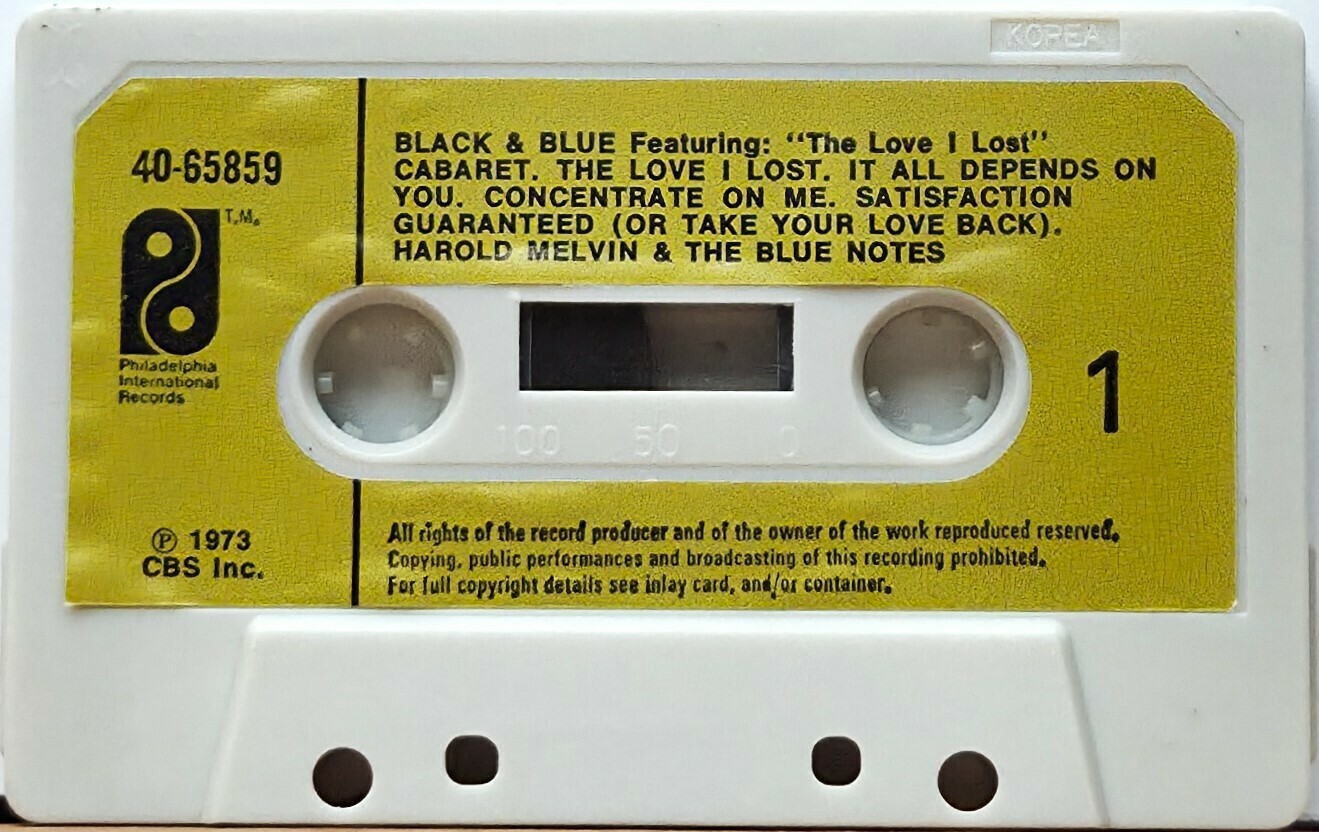 KOREA
40-65859
T.M.
Philadelphia
International
Records
BLACK & BLUE Featuring: "The Love I Lost"
CABARET. THE LOVE I LOST. IT ALL DEPENDS ON
YOU. CONCENTRATE ON ME. SATISFACTION
GUARANTEED (OR TAKE YOUR LOVE BACK).
HAROLD MELVIN & THE BLUE NOTES
100 50 0
1
℗ 1973
CBS Inc.
All rights of the record producer and of the owner of the work reproduced reserved.
Copying, public performances and broadcasting of this recording prohibited.
For full copyright details see inlay card, and/or container.